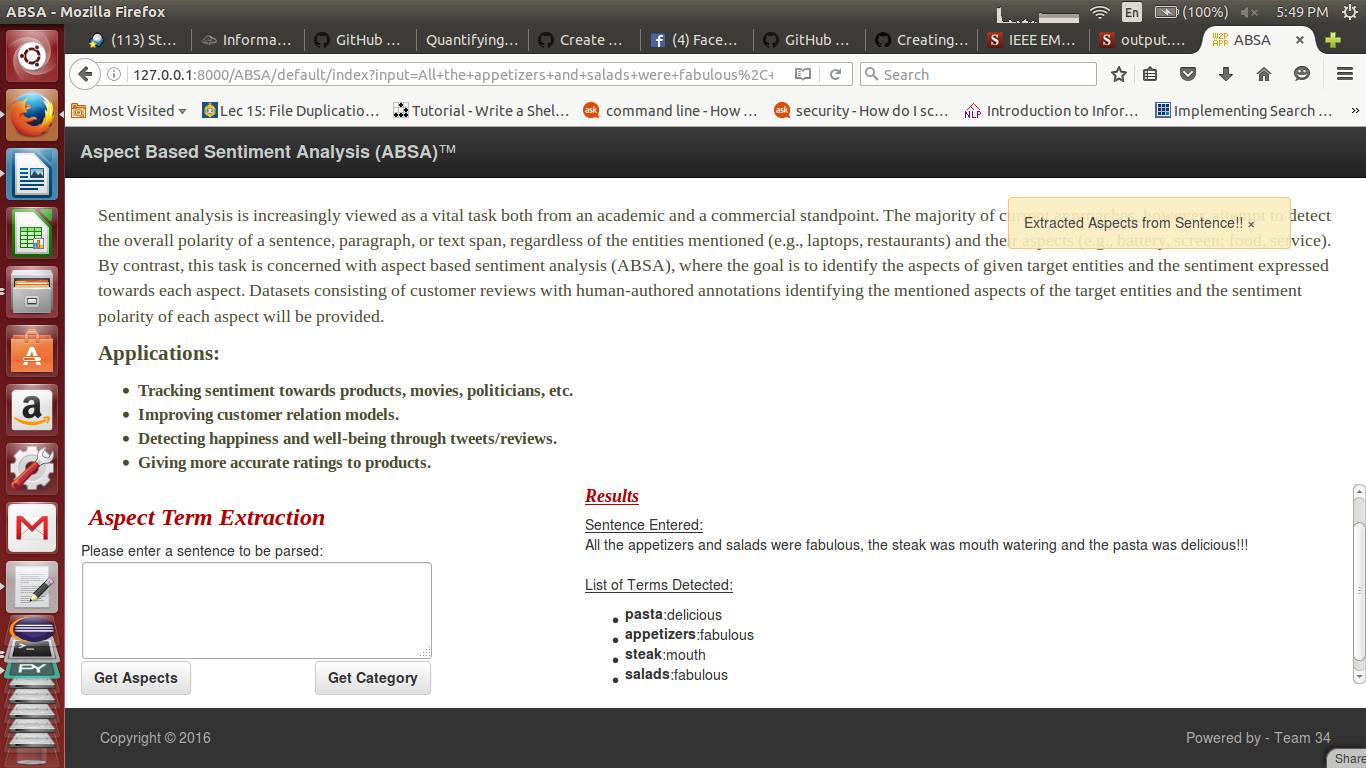 ABSA - Mozilla Firefox
En
(100%)
5:49 PM
(113) St...
Informa...
GitHub ...
Quantifying...
Create ...
(4) Face...
GitHub ...
Creating...
S IEEE EM...
S output....
W2P APP ABSA ×
127.0.0.1:8000/ABSA/default/index?input=All+the+appetizers+and+salads+were+fabulous%2C+
Search
Most Visited
Lec 15: File Duplicatio...
Tutorial - Write a Shel...
ask command line - How ...
ask security - How do I sc...
NLP Introduction to Infor...
Implementing Search ...
»
Aspect Based Sentiment Analysis (ABSA)™
Extracted Aspects from Sentence!! ×
Sentiment analysis is increasingly viewed as a vital task both from an academic and a commercial standpoint. The majority of current approaches, however, attempt to detect
the overall polarity of a sentence, paragraph, or text span, regardless of the entities mentioned (e.g., laptops, restaurants) and their aspects (e.g., battery, screen; food, service).
By contrast, this task is concerned with aspect based sentiment analysis (ABSA), where the goal is to identify the aspects of given target entities and the sentiment expressed
towards each aspect. Datasets consisting of customer reviews with human-authored annotations identifying the mentioned aspects of the target entities and the sentiment
polarity of each aspect will be provided.
Applications:
• Tracking sentiment towards products, movies, politicians, etc.
• Improving customer relation models.
• Detecting happiness and well-being through tweets/reviews.
• Giving more accurate ratings to products.
Aspect Term Extraction
Please enter a sentence to be parsed:
Get Aspects
Get Category
Results
Sentence Entered:
All the appetizers and salads were fabulous, the steak was mouth watering and the pasta was delicious!!!
List of Terms Detected:
• pasta:delicious
• appetizers:fabulous
• steak:mouth
• salads:fabulous
Copyright © 2016
Powered by - Team 34
Share
a
A
M
PY